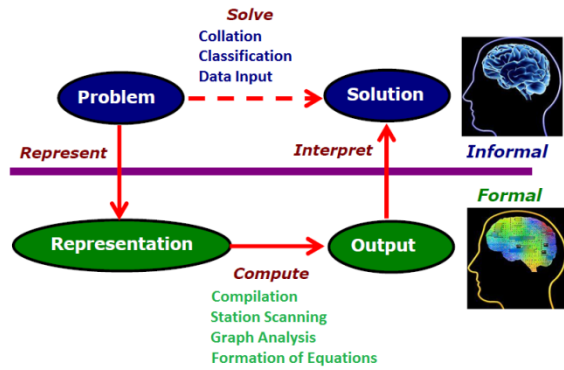 Solve
Collation
Classification
Data Input
Problem
Solution
Represent
Interpret
Informal
Formal
Representation
Output
Compute
Compilation
Station Scanning
Graph Analysis
Formation of Equations